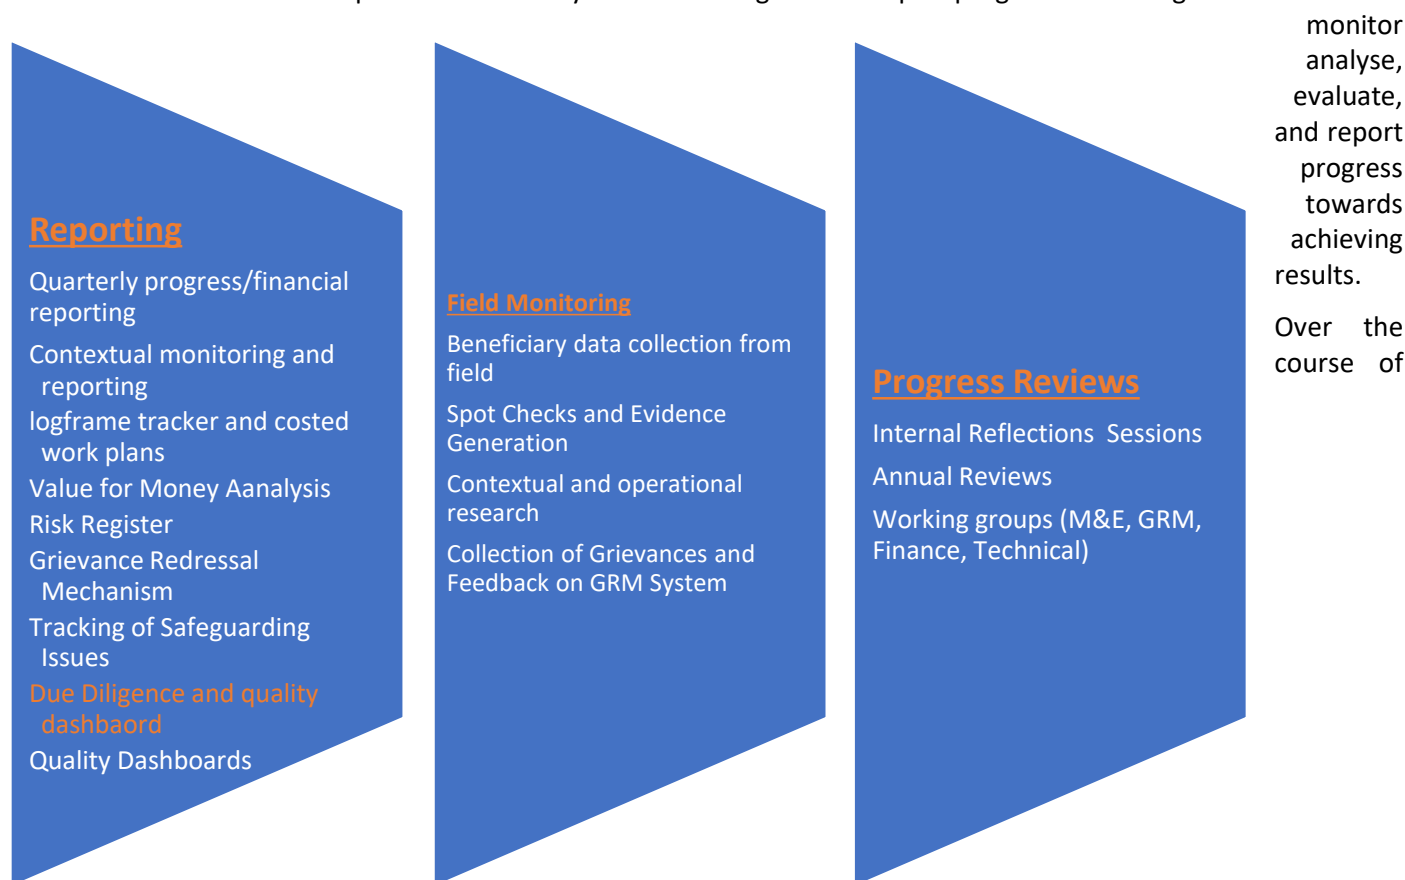 monitor
analyse,
evaluate,
and report
progress
towards
achieving
results.
Over the
course of
Reporting
Quarterly progress/financial
reporting
Contextual monitoring and
reporting
logframe tracker and costed
work plans
Value for Money Aanalysis
Risk Register
Grievance Redressal
Mechanism
Tracking of Safeguarding
Issues
Due Diligence and quality
dashbaord
Quality Dashboards
Field Monitoring
Beneficiary data collection from
field
Spot Checks and Evidence
Generation
Contextual and operational
research
Collection of Grievances and
Feedback on GRM System
Progress Reviews
Internal Reflections  Sessions
Annual Reviews
Working groups (M&E, GRM,
Finance, Technical)